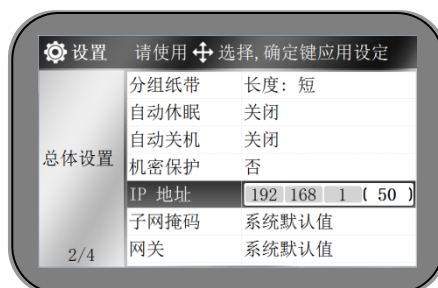 设置 请使用 选择,确定键应用设定
分组纸带 长度: 短
自动休眠 关闭
自动关机 关闭
总体设置
机密保护 否
IP 地址 192 168 1 ( 50 )
子网掩码 系统默认值
网关 系统默认值
2/4